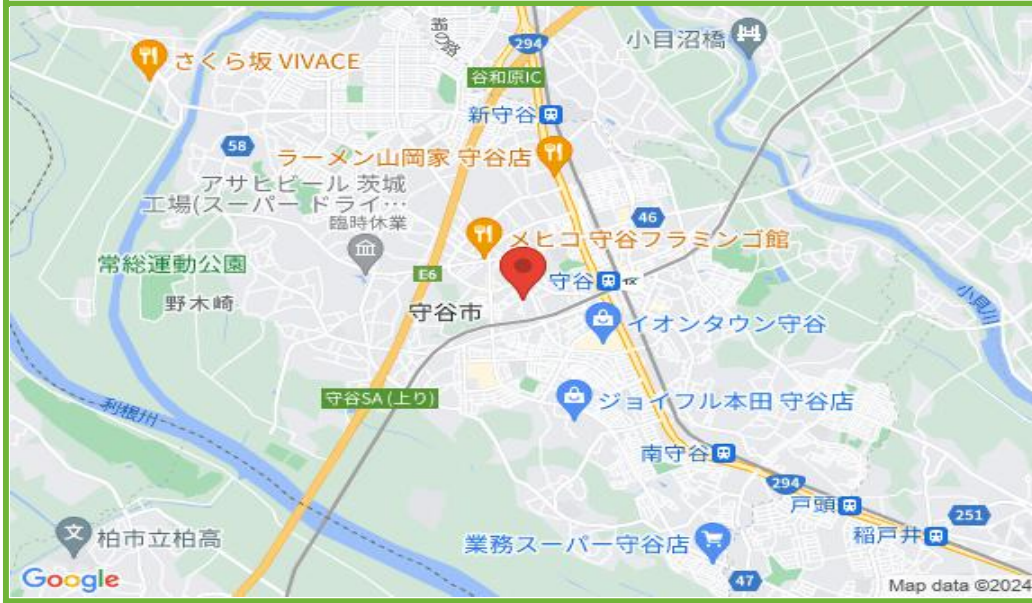 294
小目沼橋
さくら坂 VIVACE
谷和原IC
新守谷
58
ラーメン山岡家 守谷店
アサヒビール 茨城
工場(スーパー ドライ…
臨時休業
46
メヒコ 守谷フラミンゴ館
常総運動公園
E6
守谷
野木崎
守谷市
小貝川
イオンタウン守谷
守谷SA (上り)
ジョイフル本田 守谷店
利根川
南守谷
294
戸頭
251
稲戸井
柏市立柏高
業務スーパー守谷店
47
Google
Map data ©2024